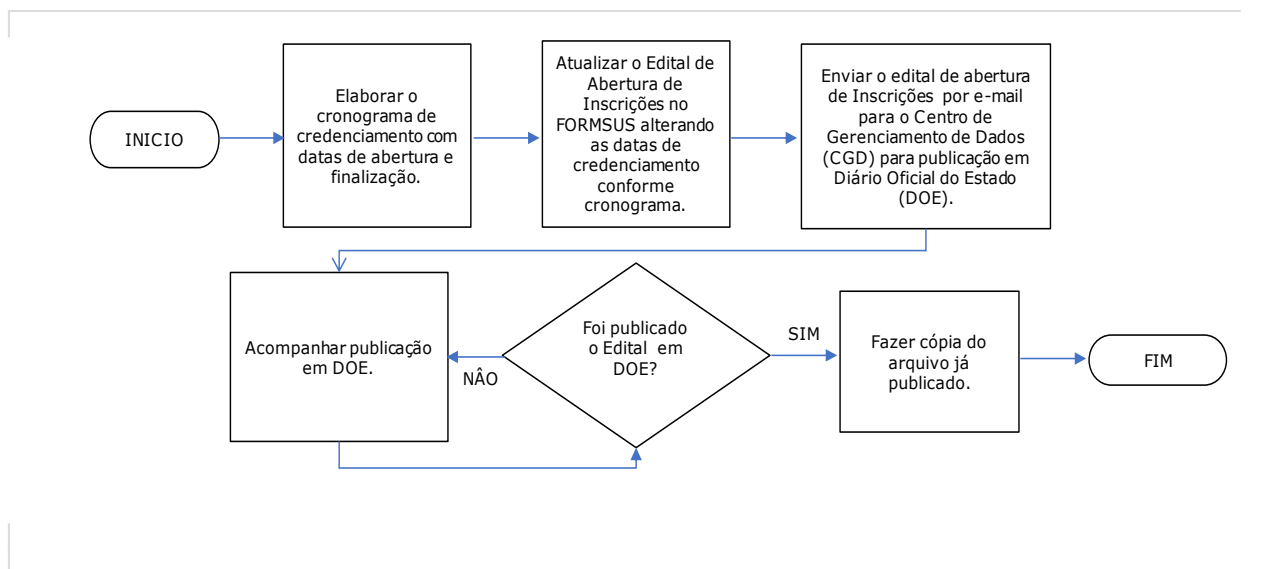 INICIO
Elaborar o
cronograma de
credenciamento com
datas de abertura e
finalização.
Atualizar o Edital de
Abertura de
Inscrições no
FORMSUS alterando
as datas de
credenciamento
conforme
cronograma.
Enviar o edital de abertura
de Inscrições por e-mail
para o Centro de
Gerenciamento de Dados
(CGD) para publicação em
Diário Oficial do Estado
(DOE).
Acompanhar publicação
em DOE.
NÂO
Foi publicado
o Edital em
DOE?
SIM
Fazer cópia do
arquivo já
publicado.
FIM